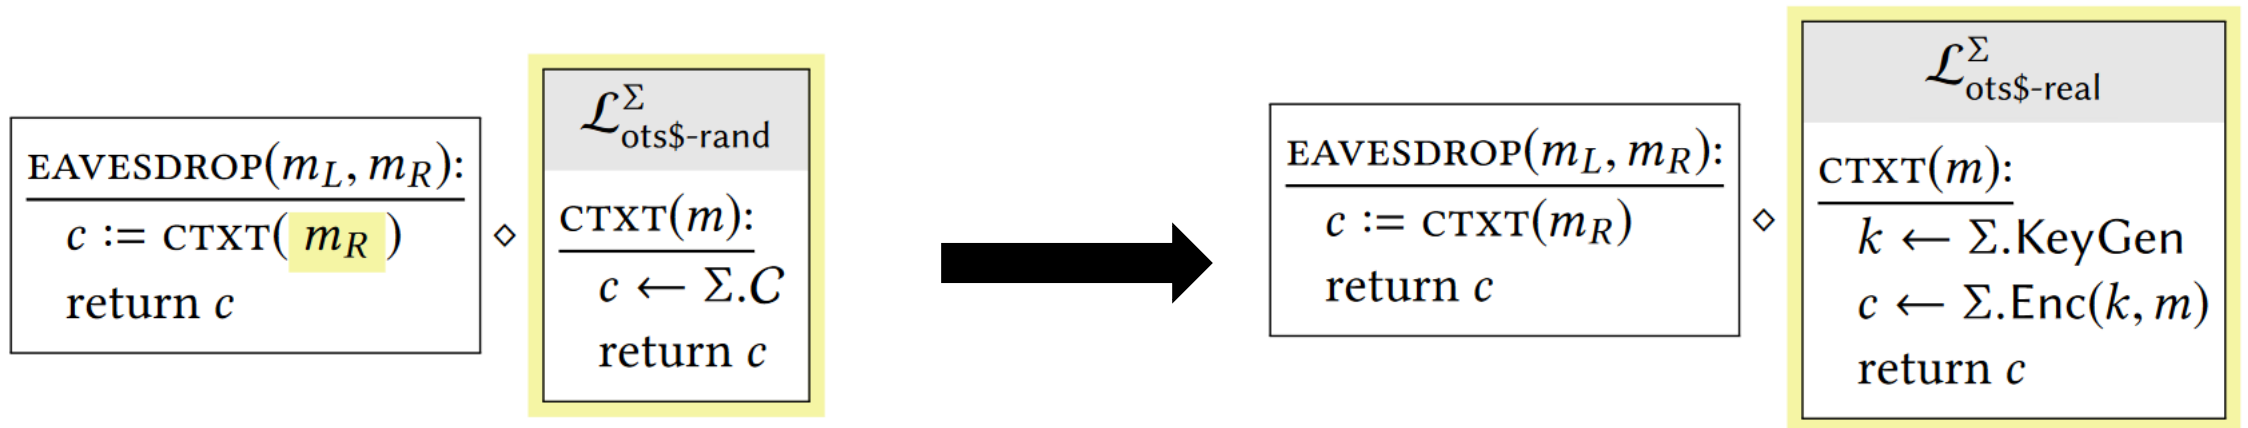 EAVESDROP(m_L, m_R):
c := CTXT( m_R )
return c
⋄
ℒ^Σ_ots$-rand
CTXT(m):
c ← Σ.𝒞
return c
EAVESDROP(m_L, m_R):
c := CTXT(m_R)
return c
⋄
ℒ^Σ_ots$-real
CTXT(m):
k ← Σ.KeyGen
c ← Σ.Enc(k, m)
return c